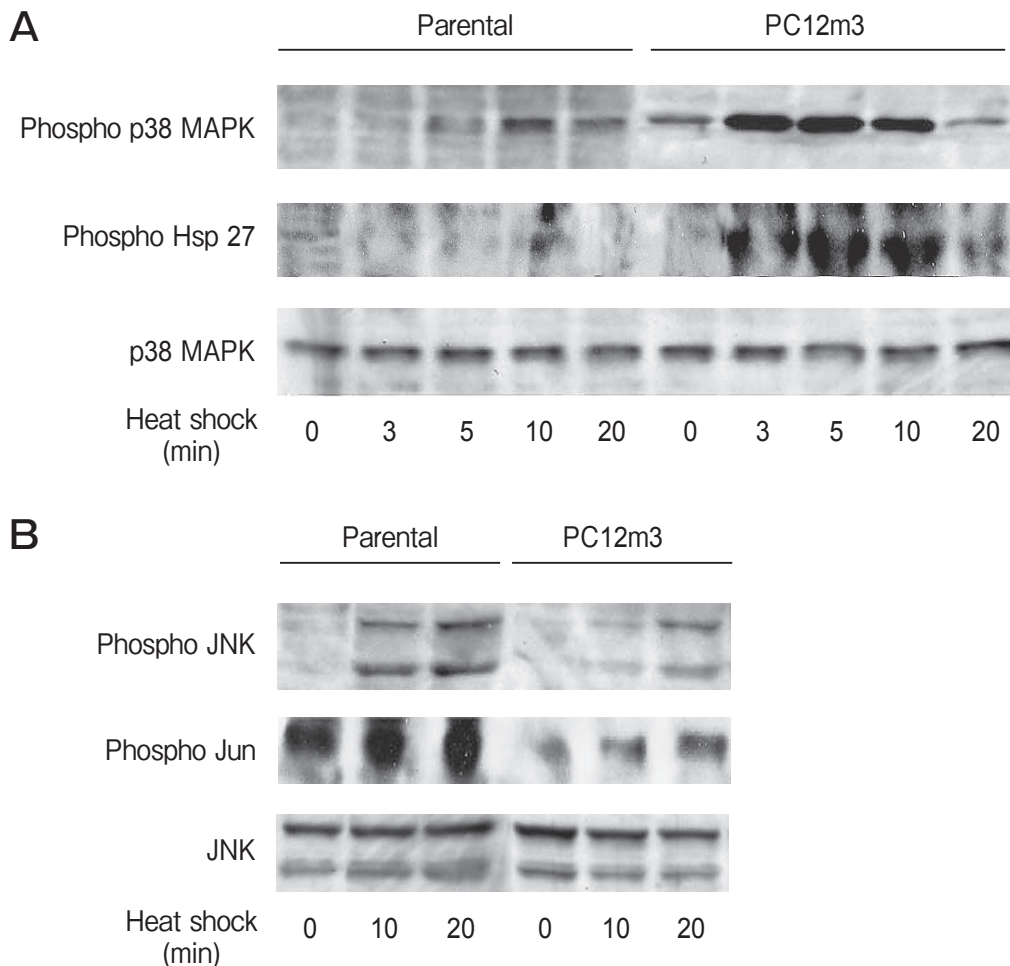 A
Parental PC12m3
Phospho p38 MAPK
Phospho Hsp 27
p38 MAPK
Heat shock
(min)
0 3 5 10 20 0 3 5 10 20
B
Parental PC12m3
Phospho JNK
Phospho Jun
JNK
Heat shock
(min)
0 10 20 0 10 20